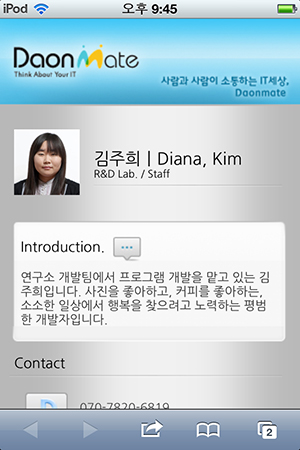 iPod 오후 9:45
DaonMate
Think About Your IT
사람과 사람이 소통하는 IT세상,
Daonmate
김주희 | Diana, Kim
R&D Lab. / Staff
Introduction.
연구소 개발팀에서 프로그램 개발을 맡고 있는 김
주희입니다. 사진을 좋아하고, 커피를 좋아하는,
소소한 일상에서 행복을 찾으려고 노력하는 평범
한 개발자입니다.
Contact
070-7820-6819
2